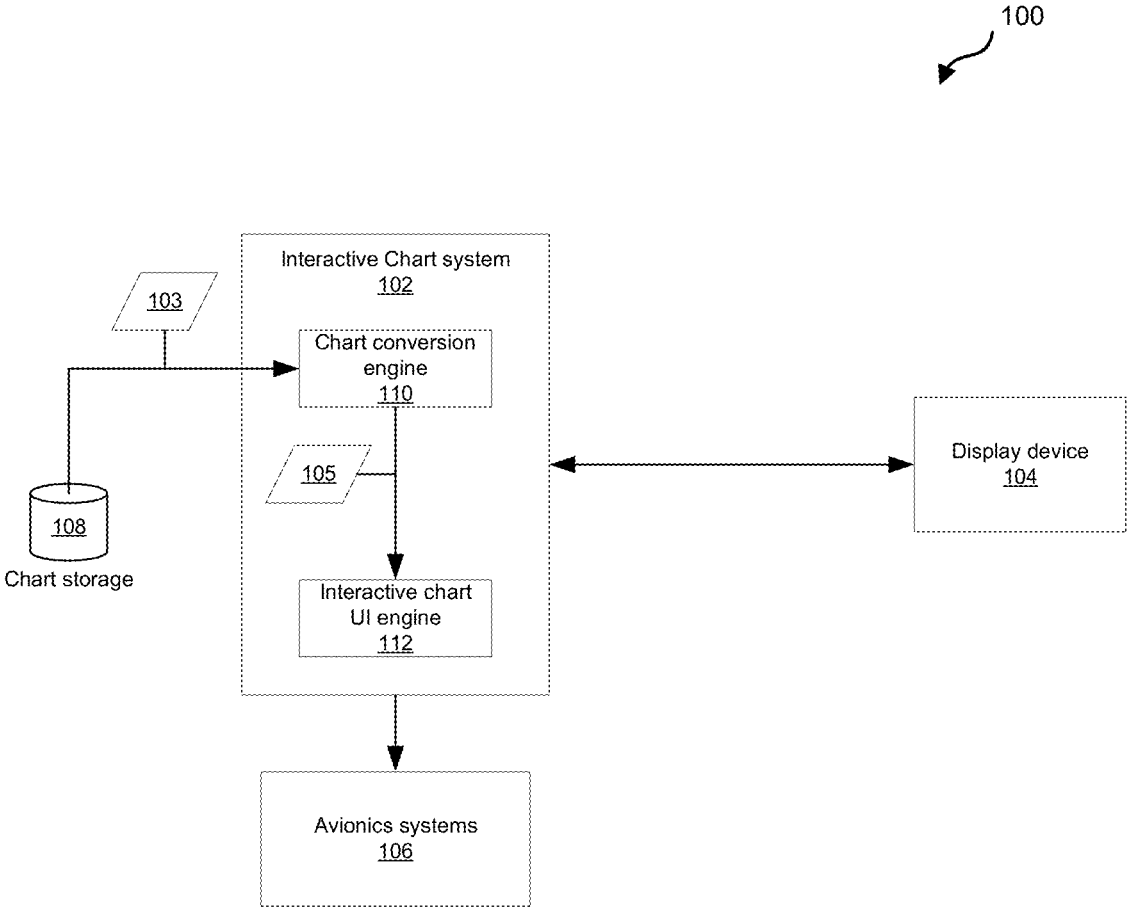 100
Interactive Chart system
102
103
Chart conversion
engine
110
105
108
Chart storage
Interactive chart
UI engine
112
Display device
104
Avionics systems
106